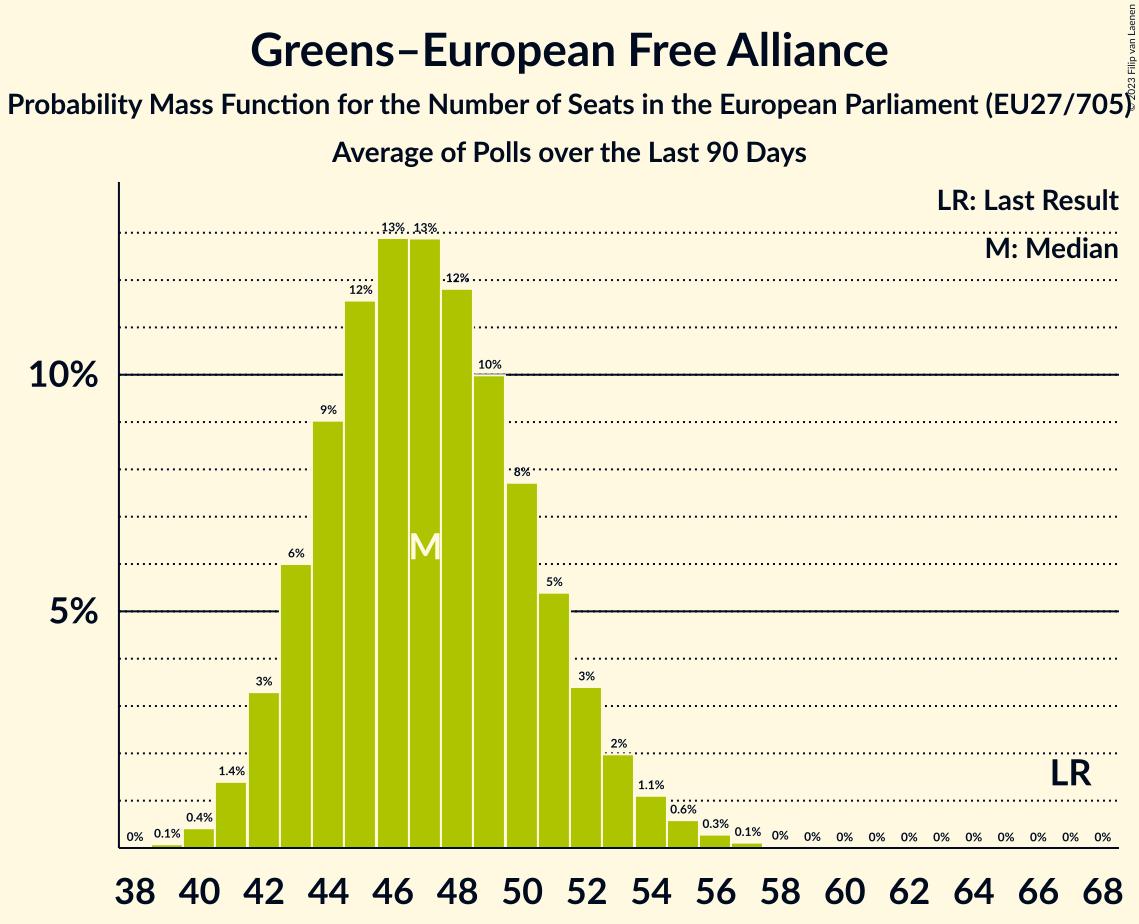 © 2023 Filip van Laenen
Greens–European Free Alliance
Probability Mass Function for the Number of Seats in the European Parliament (EU27/705)
Average of Polls over the Last 90 Days
LR: Last Result
M: Median
10%
5%
0% 0.1% 0.4% 1.4% 3% 6% 9% 12% 13% 13% 12% 10% 8% 5% 3% 2% 1.1% 0.6% 0.3% 0.1% 0% 0% 0% 0% 0% 0% 0% 0% 0% 0% 0%
M
LR
38 40 42 44 46 48 50 52 54 56 58 60 62 64 66 68